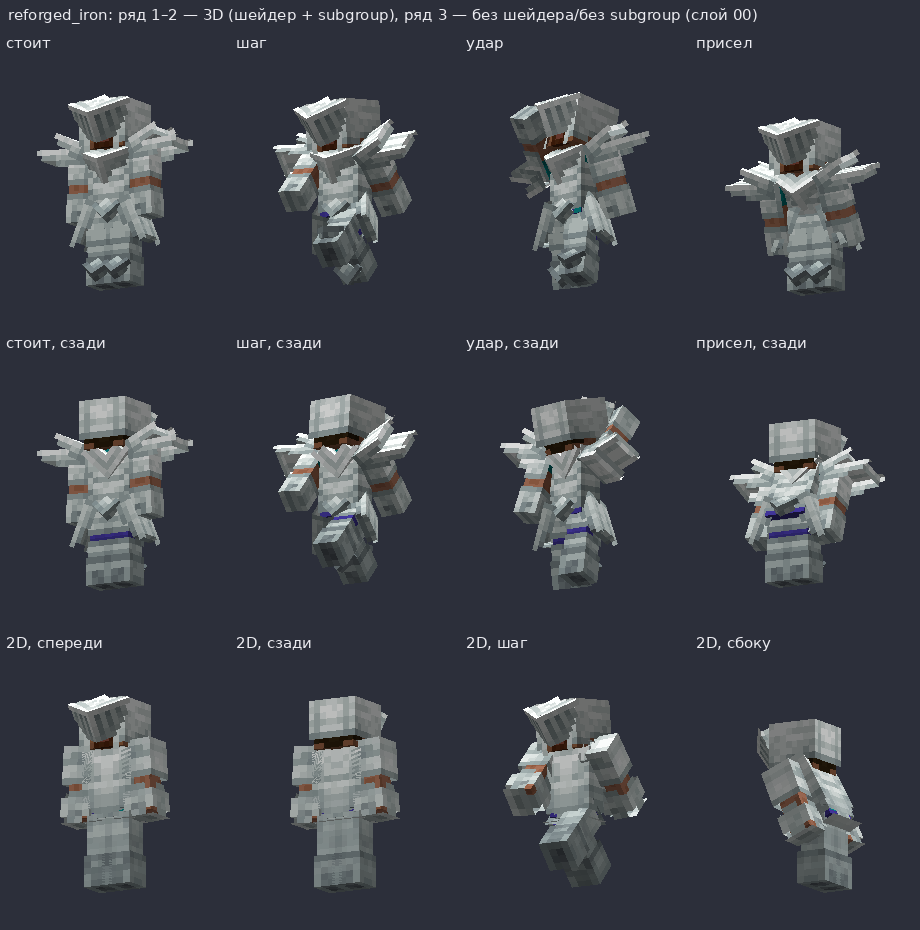 reforged_iron: ряд 1–2 — 3D (шейдер + subgroup), ряд 3 — без шейдера/без subgroup (слой 00)
стоит
шаг
удар
присел
стоит, сзади
шаг, сзади
удар, сзади
присел, сзади
2D, спереди
2D, сзади
2D, шаг
2D, сбоку